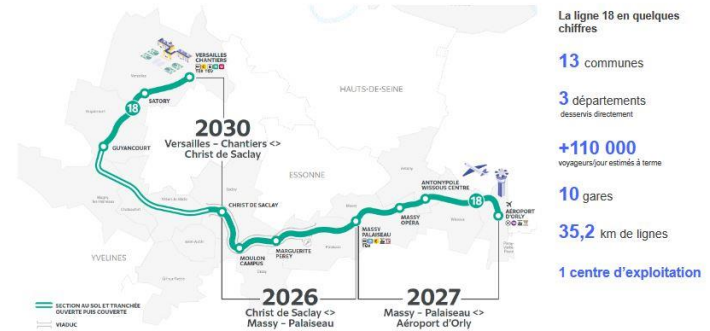 La ligne 18 en quelques
chiffres
13 communes
3 départements
desservis directement
+110 000
voyageurs/jour estimés à terme
10 gares
35,2 km de lignes
1 centre d'exploitation
VERSAILLES
CHANTIERS
SATORY
18
GUYANCOURT
HAUTS-DE-SEINE
2030
Versailles – Chantiers <>
Christ de Saclay
ESSONNE
CHRIST DE SACLAY
YVELINES
MOULON
CAMPUS
MARGUERITE
PEREY
MASSY
PALAISEAU
MASSY
OPÉRA
ANTONYPOLE
WISSOUS CENTRE
18
AÉROPORT
D'ORLY
2026
Christ de Saclay <>
Massy – Palaiseau
2027
Massy – Palaiseau <>
Aéroport d'Orly
SECTION AU SOL ET TRANCHÉE
OUVERTE PUIS COUVERTE
VIADUC